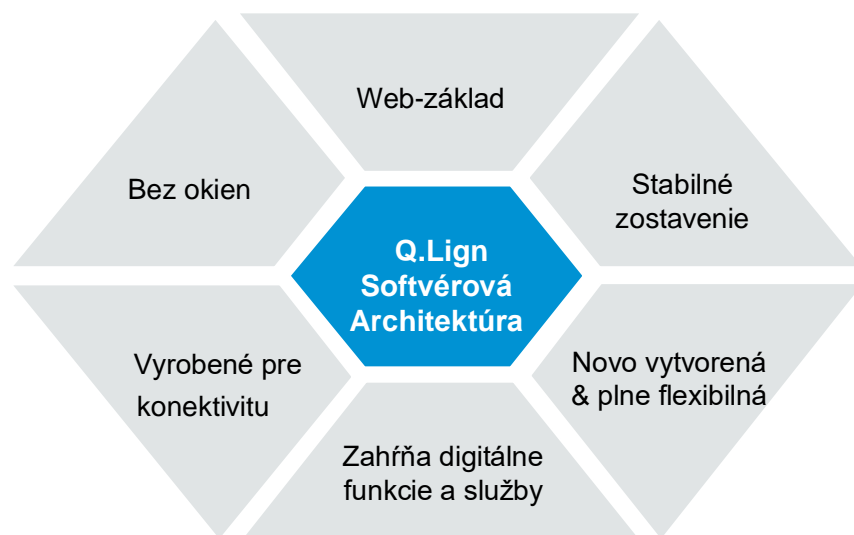 Web-základ
Bez okien
Stabilné
zostavenie
Q.Lign
Softvérová
Architektúra
Vyrobené pre
konektivitu
Novo vytvorená
& plne flexibilná
Zahŕňa digitálne
funkcie a služby